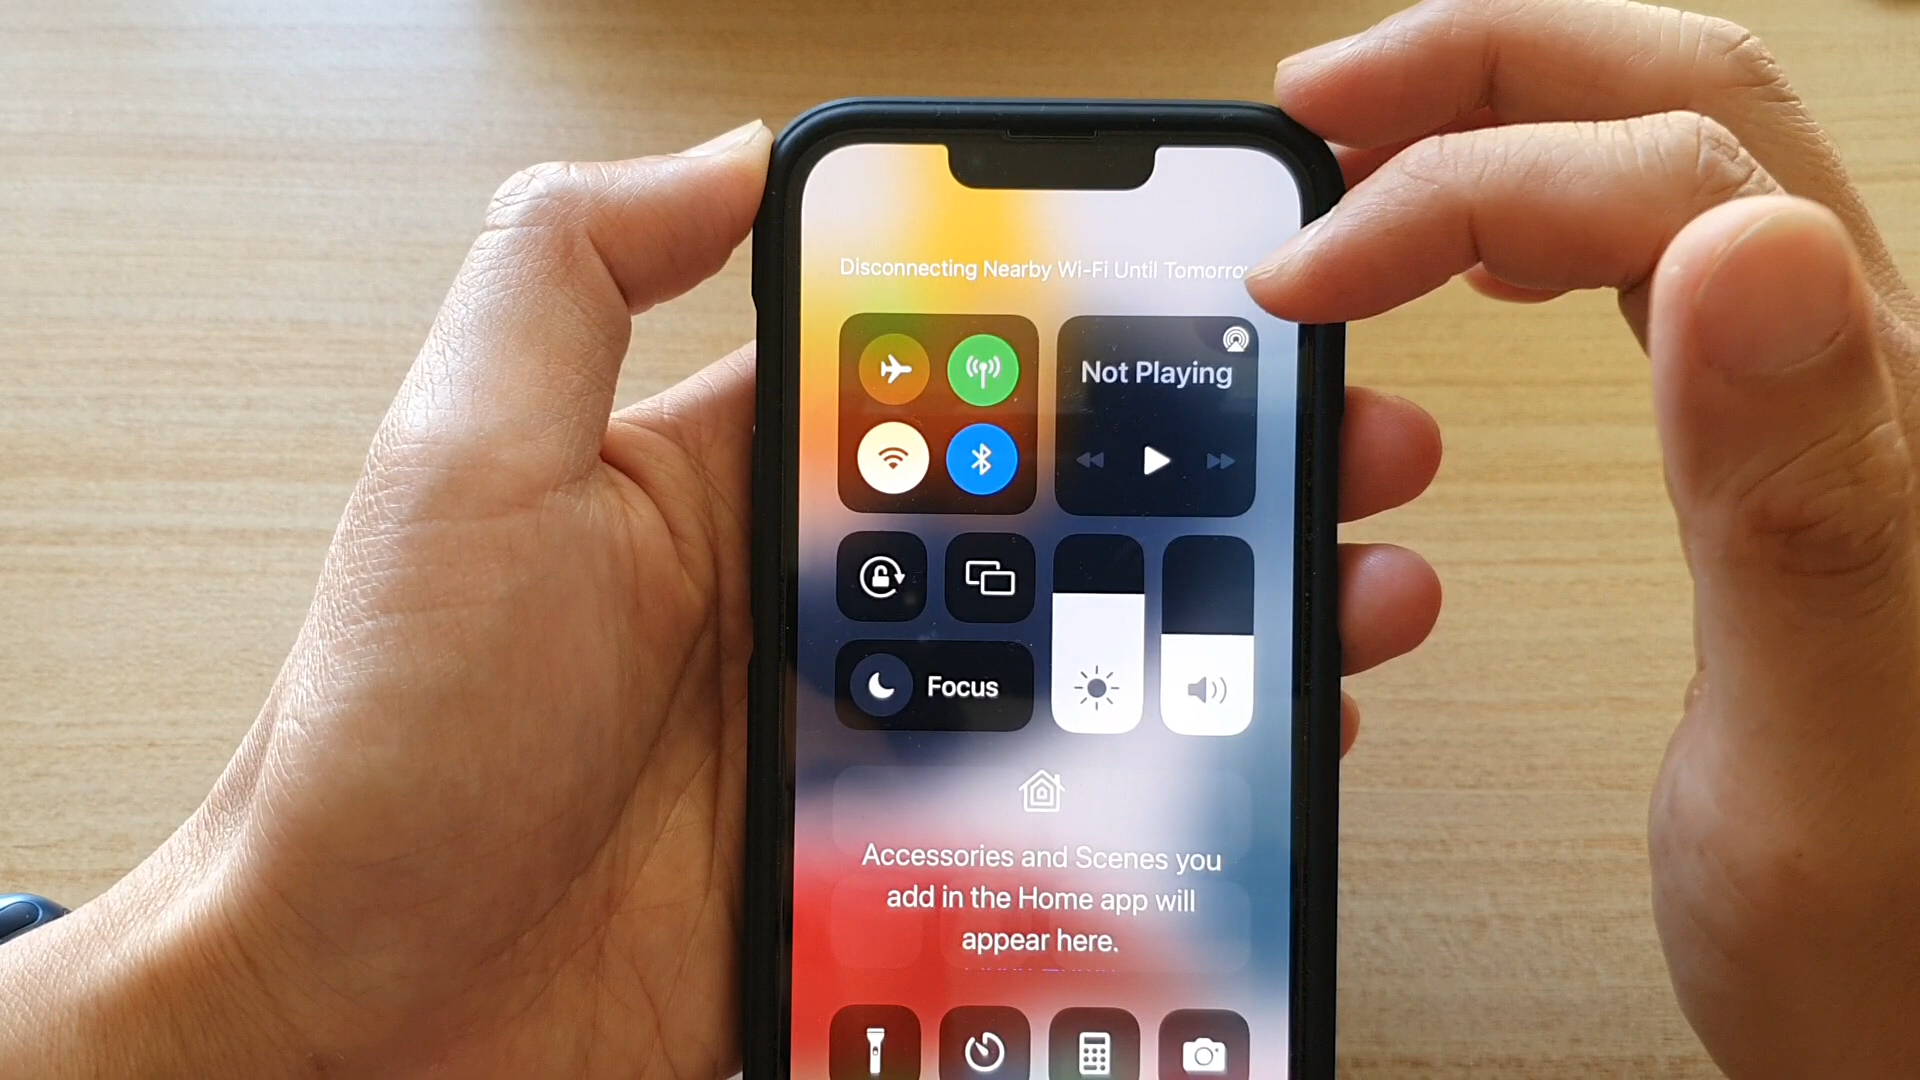 Disconnecting Nearby Wi-Fi Until
Not Playing
Focus
Accessories and Scenes you
add in the Home app will
appear here.